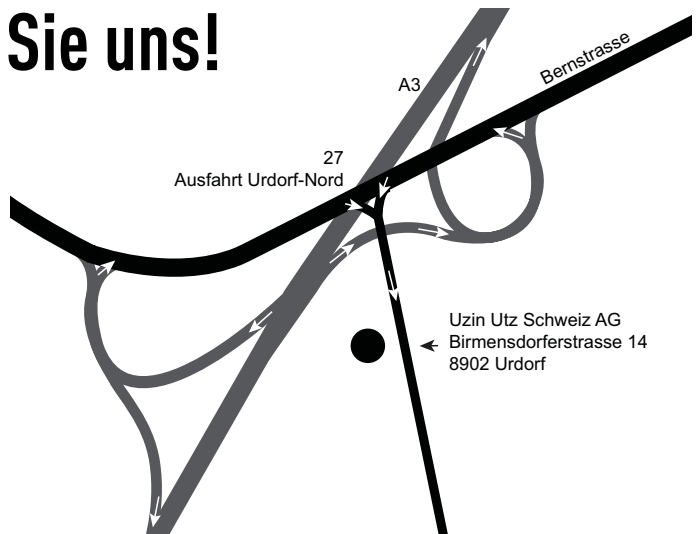 Sie uns!
Bernstrasse
A3
27
Ausfahrt Urdorf-Nord
Uzin Utz Schweiz AG
Birmensdorferstrasse 14
8902 Urdorf